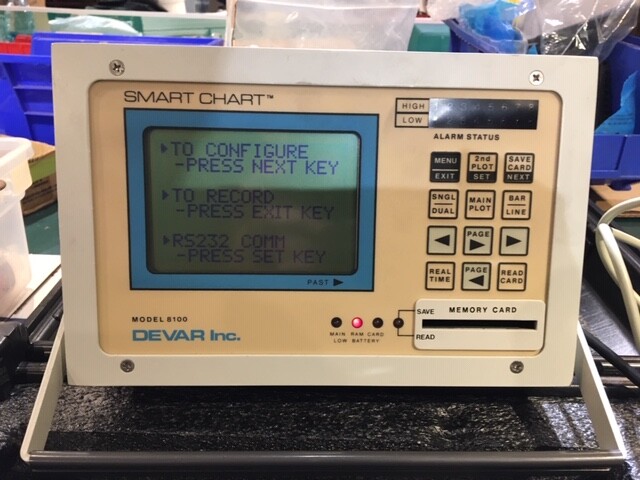 SMART CHART™
HIGH
LOW
ALARM STATUS
▶TO CONFIGURE
-PRESS NEXT KEY
▶TO RECORD
-PRESS EXIT KEY
▶RS232 COMM
-PRESS SET KEY
PAST ▶
MENU
EXIT
2nd
PLOT
SET
SAVE
CARD
NEXT
SNGL
DUAL
MAIN
PLOT
BAR
LINE
◀
PAGE
▶
▶
REAL
TIME
PAGE
◀
READ
CARD
MODEL 8100
DEVAR Inc.
MAIN RAM CARD
LOW BATTERY
SAVE
MEMORY CARD
READ